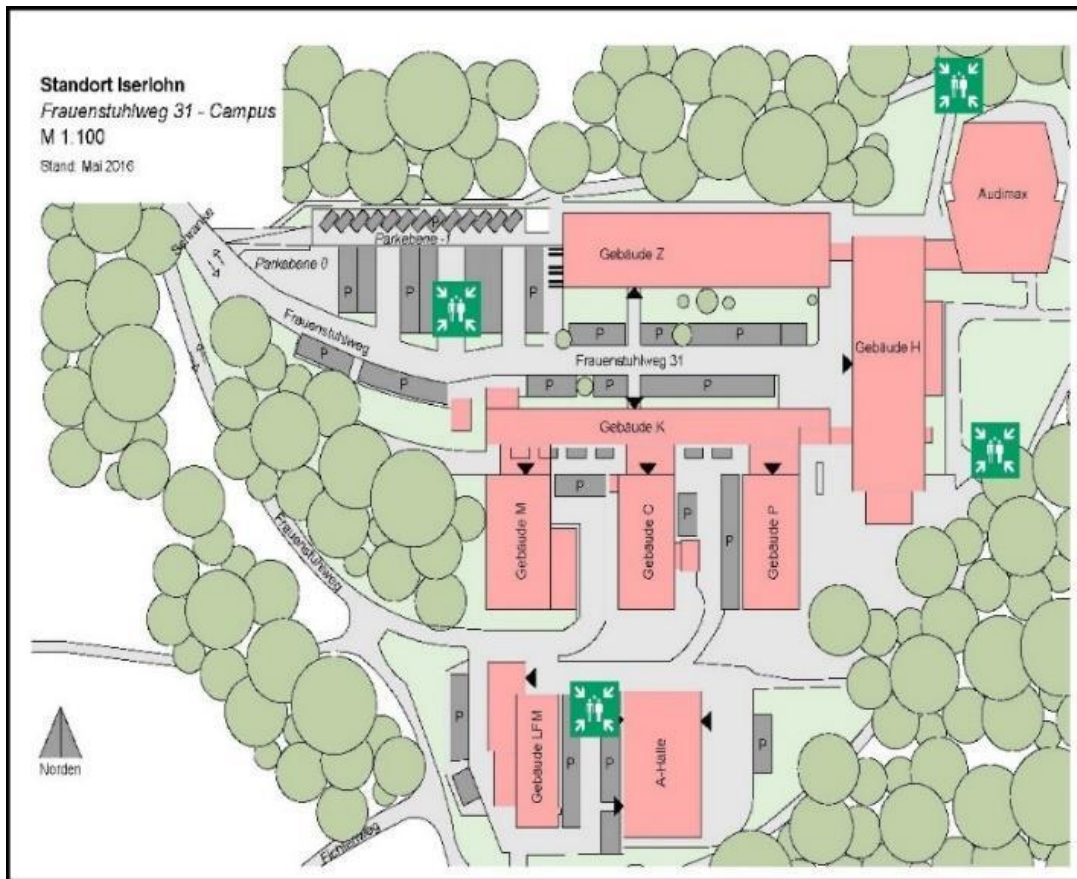 Standort Iserlohn
Frauenstuhlweg 31 - Campus
M 1:100
Stand: Mai 2016
Audimax
Schranke
Parkebene -1
Gebäude Z
Parkebene 0
P
P
P
P
Frauenstuhlweg
P
P
P
Frauenstuhlweg 31
Gebäude H
P
P
P
P
P
Gebäude K
P
Gebäude M
Gebäude O
P
P
Gebäude P
Frauenstuhlweg
P
Gebäude LFM
P
P
A-Halle
P
Norden
Fichtenweg